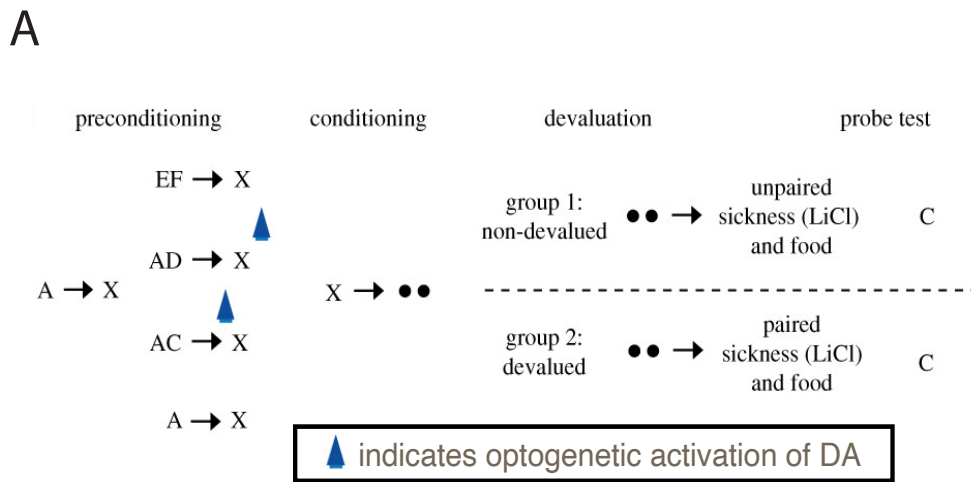 A
preconditioning conditioning devaluation probe test
EF → X
AD → X
A → X
AC → X
A → X
X → ●●
group 1:
non-devalued
●● →
unpaired
sickness (LiCl)
and food
C
group 2:
devalued
●● →
paired
sickness (LiCl)
and food
C
indicates optogenetic activation of DA